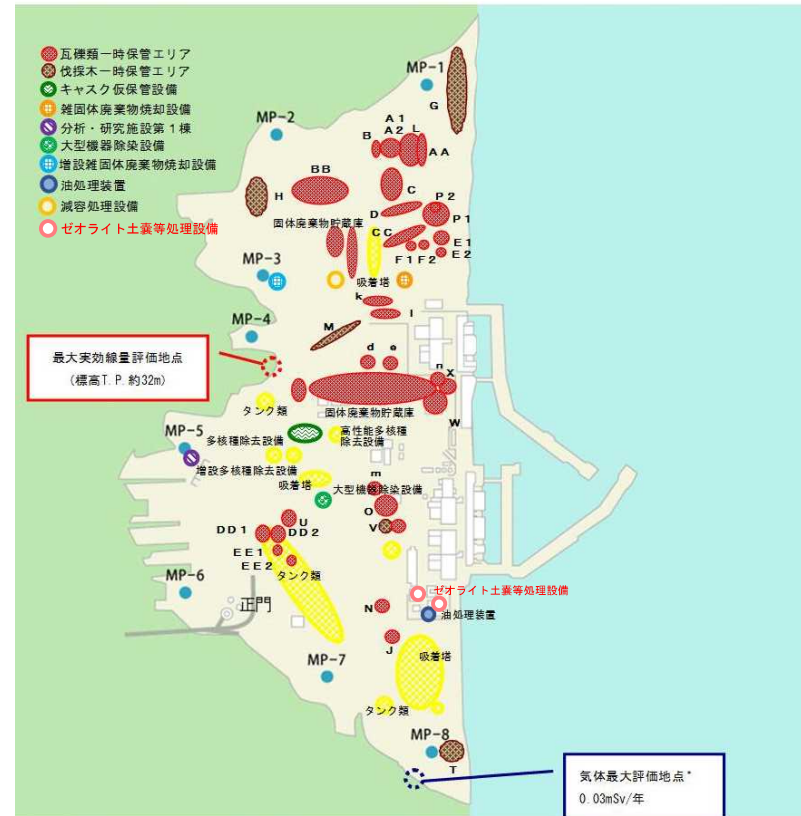 瓦礫類一時保管エリア
伐採木一時保管エリア
キャスク仮保管設備
雑固体廃棄物焼却設備
分析・研究施設第１棟
大型機器除染設備
増設雑固体廃棄物焼却設備
油処理装置
減容処理設備
ゼオライト土嚢等処理設備
MP-1
G
MP-2
A1
A2
L
B
AA
BB
H
C
P2
D
P1
固体廃棄物貯蔵庫
CC
E1
E2
F1
F2
MP-3
吸着塔
k
l
MP-4
M
d
e
最大実効線量評価地点
(標高T.P.約32m)
n
X
タンク類
固体廃棄物貯蔵庫
W
MP-5
多核種除去設備
高性能多核種
除去設備
増設多核種除去設備
吸着塔
m
大型機器除染設備
O
U
DD1
DD2
V
EE1
EE2
タンク類
MP-6
正門
ゼオライト土嚢等処理設備
N
油処理装置
J
吸着塔
MP-7
タンク類
MP-8
T
気体最大評価地点*
0.03mSv/年